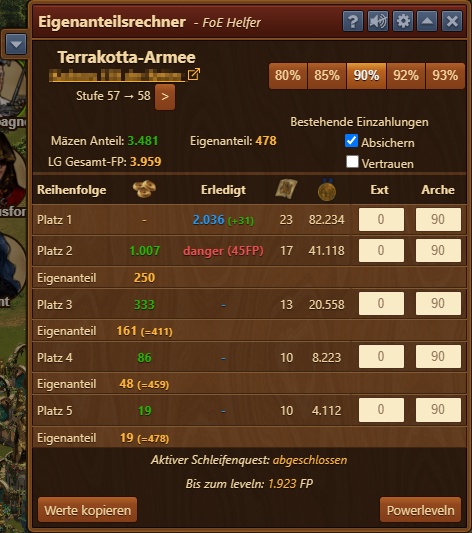 Eigenanteilsrechner - FoE Helfer
?
Terrakotta-Armee
80% 85% 90% 92% 93%
Stufe 57 → 58 >
Bestehende Einzahlungen
Mäzen Anteil: 3.481 Eigenanteil: 478 Absichern
LG Gesamt-FP: 3.959 Vertrauen
Reihenfolge Erledigt Ext Arche
Platz 1 - 2.036 (+31) 23 82.234 0 90
Platz 2 1.007 danger (45FP) 17 41.118 0 90
Eigenanteil 250
Platz 3 333 - 13 20.558 0 90
Eigenanteil 161 (=411)
Platz 4 86 - 10 8.223 0 90
Eigenanteil 48 (=459)
Platz 5 19 - 10 4.112 0 90
Eigenanteil 19 (=478)
Aktiver Schleifenquest: abgeschlossen
Bis zum leveln: 1.923 FP
Werte kopieren Powerleveln